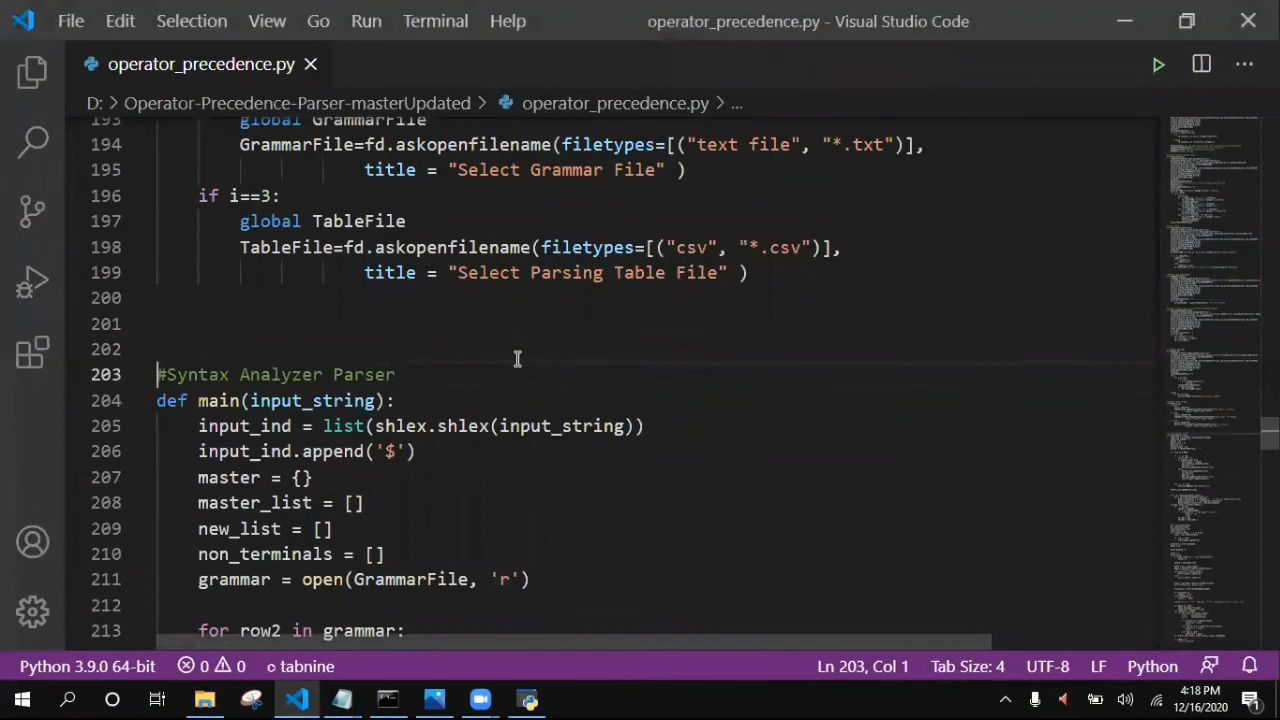 File Edit Selection View Go Run Terminal Help operator_precedence.py - Visual Studio Code
operator_precedence.py
D: > Operator-Precedence-Parser-masterUpdated > operator_precedence.py > ...
193 global GrammarFile
194 GrammarFile=fd.askopenfilename(filetypes=[("text file", "*.txt")],
195 title = "Select Grammar File" )
196 if i==3:
197 global TableFile
198 TableFile=fd.askopenfilename(filetypes=[("csv", "*.csv")],
199 title = "Select Parsing Table File" )
200
201
202
203 #Syntax Analyzer Parser
204 def main(input_string):
205 input_ind = list(shlex.shlex(input_string))
206 input_ind.append('$')
207 master = {}
208 master_list = []
209 new_list = []
210 non_terminals = []
211 grammar = open(GrammarFile, 'r')
212
213 for row2 in grammar:
Python 3.9.0 64-bit 0 0 tabnine Ln 203, Col 1 Tab Size: 4 UTF-8 LF Python
4:18 PM
12/16/2020
1